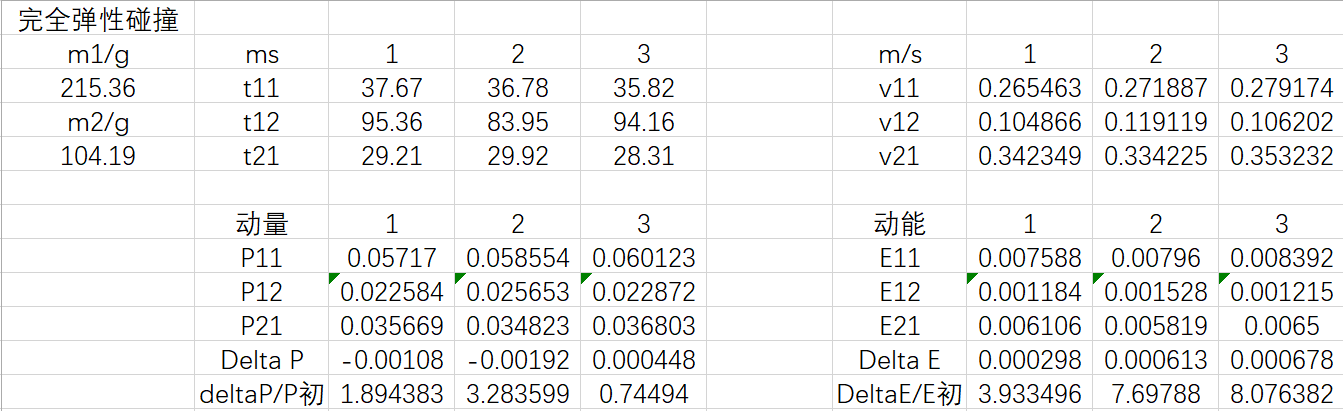 完全弹性碰撞
m1/g ms 1 2 3 m/s 1 2 3
215.36 t11 37.67 36.78 35.82 v11 0.265463 0.271887 0.279174
m2/g t12 95.36 83.95 94.16 v12 0.104866 0.119119 0.106202
104.19 t21 29.21 29.92 28.31 v21 0.342349 0.334225 0.353232
动量 1 2 3 动能 1 2 3
P11 0.05717 0.058554 0.060123 E11 0.007588 0.00796 0.008392
P12 0.022584 0.025653 0.022872 E12 0.001184 0.001528 0.001215
P21 0.035669 0.034823 0.036803 E21 0.006106 0.005819 0.0065
Delta P -0.00108 -0.00192 0.000448 Delta E 0.000298 0.000613 0.000678
deltaP/P初 1.894383 3.283599 0.74494 DeltaE/E初 3.933496 7.69788 8.076382